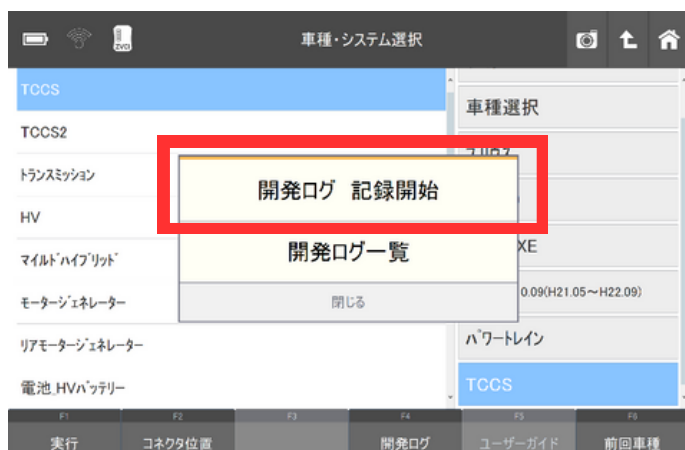 ZVCI
車種・システム選択
TCCS
TCCS2
トランスミッション
HV
マイルドハイブリッド
モータージェネレーター
リアモータージェネレーター
電池_HVバッテリー
車種選択
プリウス
XE
0.09(H21.05～H22.09)
パワートレイン
TCCS
開発ログ 記録開始
開発ログ一覧
閉じる
F1
F2
F3
F4
F5
F6
実行
コネクタ位置
開発ログ
ユーザーガイド
前回車種